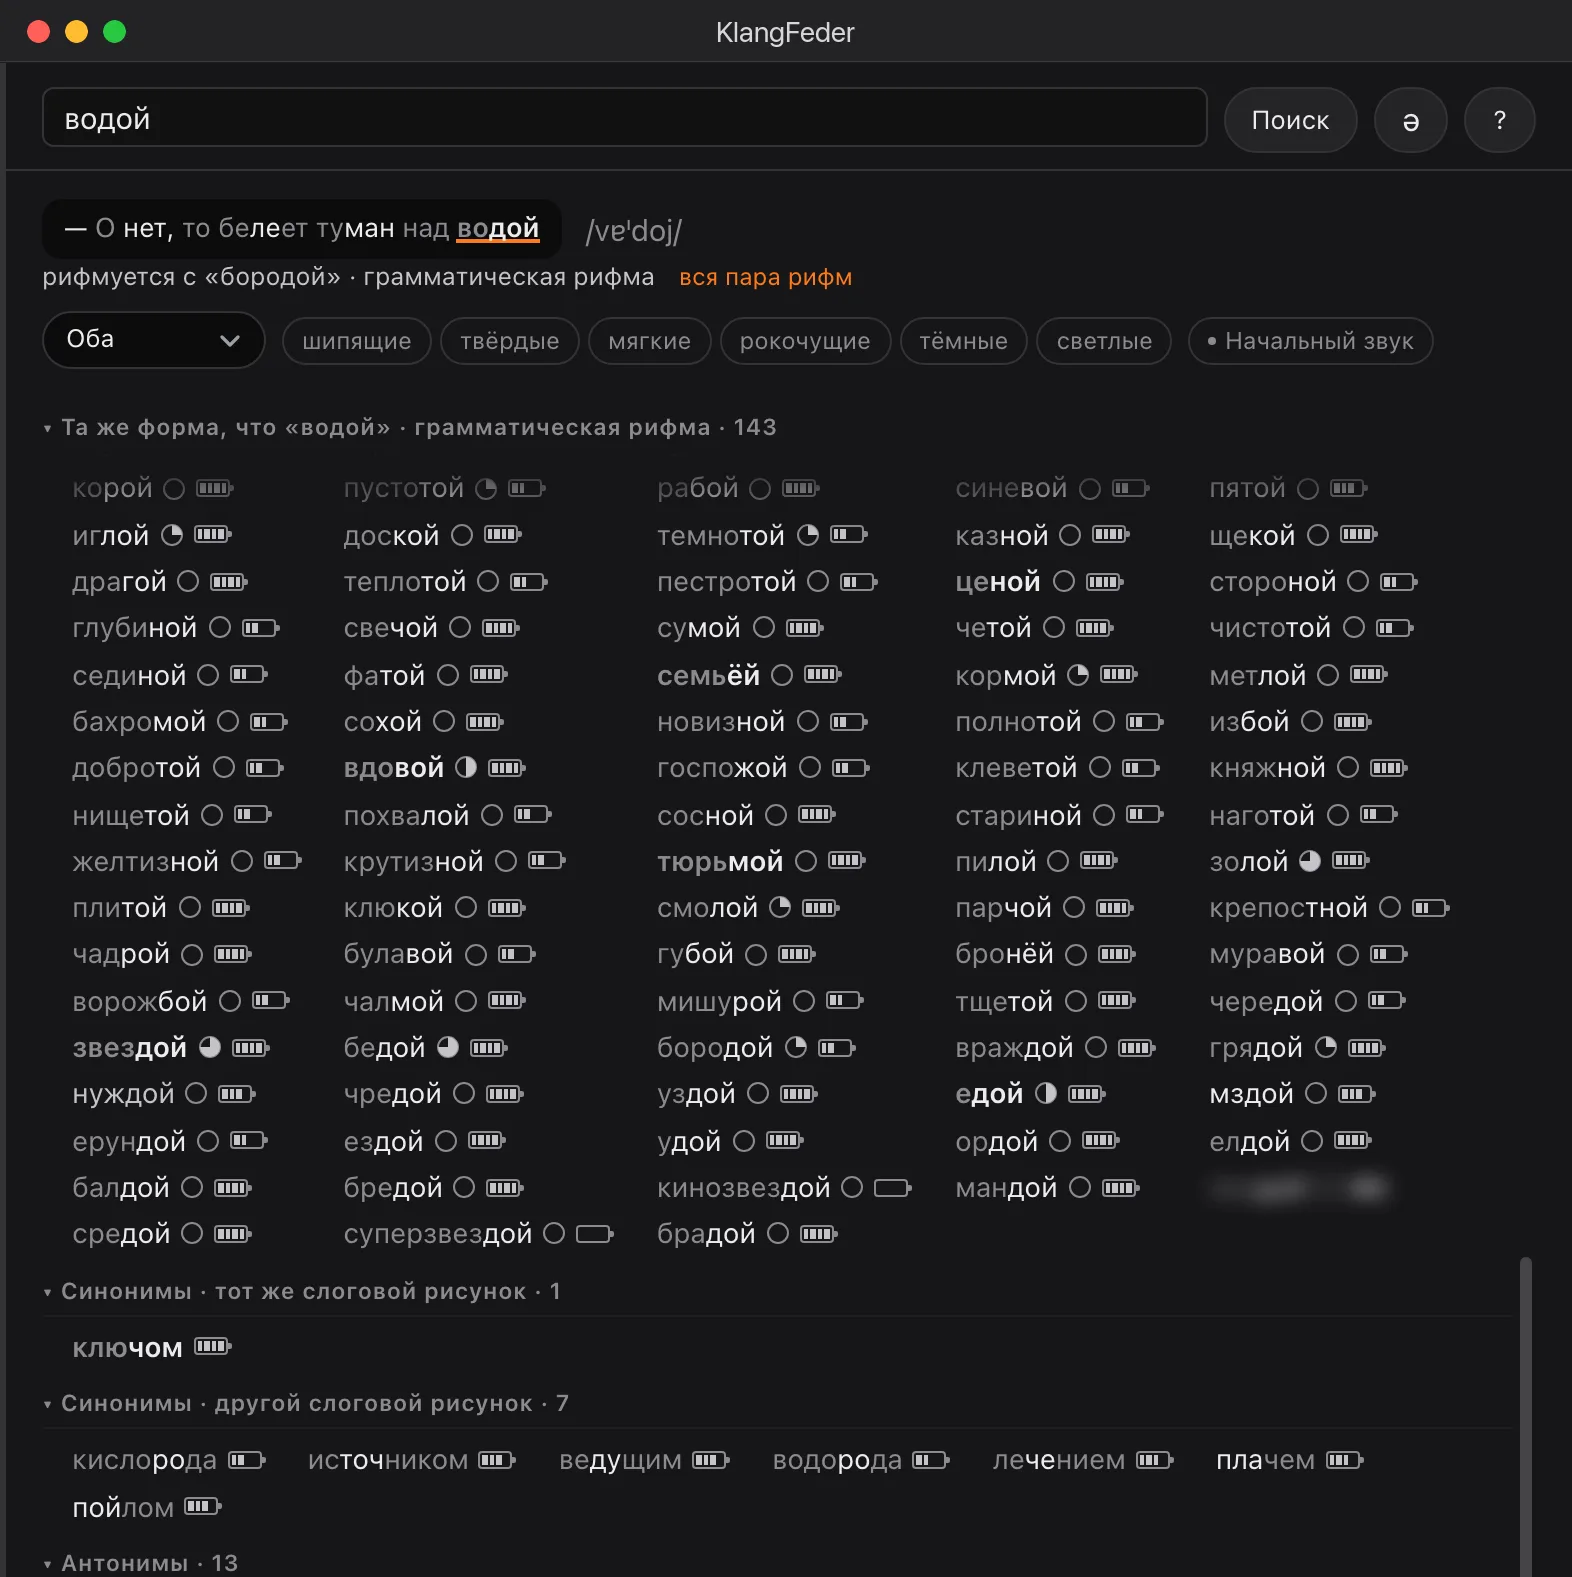 KlangFeder
водой
Поиск ə ?
— О нет, то белеет туман над водой /vɐˈdoj/
рифмуется с «бородой» · грамматическая рифма вся пара рифм
Оба шипящие твёрдые мягкие рокочущие тёмные светлые • Начальный звук
▾ Та же форма, что «водой» · грамматическая рифма · 143
корой пустотой рабой синевой пятой
иглой доской темнотой казной щекой
драгой теплотой пестротой ценой стороной
глубиной свечой сумой четой чистотой
сединой фатой семьёй кормой метлой
бахромой сохой новизной полнотой избой
добротой вдовой госпожой клеветой княжной
нищетой похвалой сосной стариной наготой
желтизной крутизной тюрьмой пилой золой
плитой клюкой смолой парчой крепостной
чадрой булавой губой бронёй муравой
ворожбой чалмой мишурой тщетой чередой
звездой бедой бородой враждой грядой
нуждой чредой уздой едой мздой
ерундой ездой удой ордой елдой
балдой бредой кинозвездой мандой
средой суперзвездой брадой
▾ Синонимы · тот же слоговой рисунок · 1
ключом
▾ Синонимы · другой слоговой рисунок · 7
кислорода источником ведущим водорода лечением плачем
пойлом
▾ Антонимы · 13